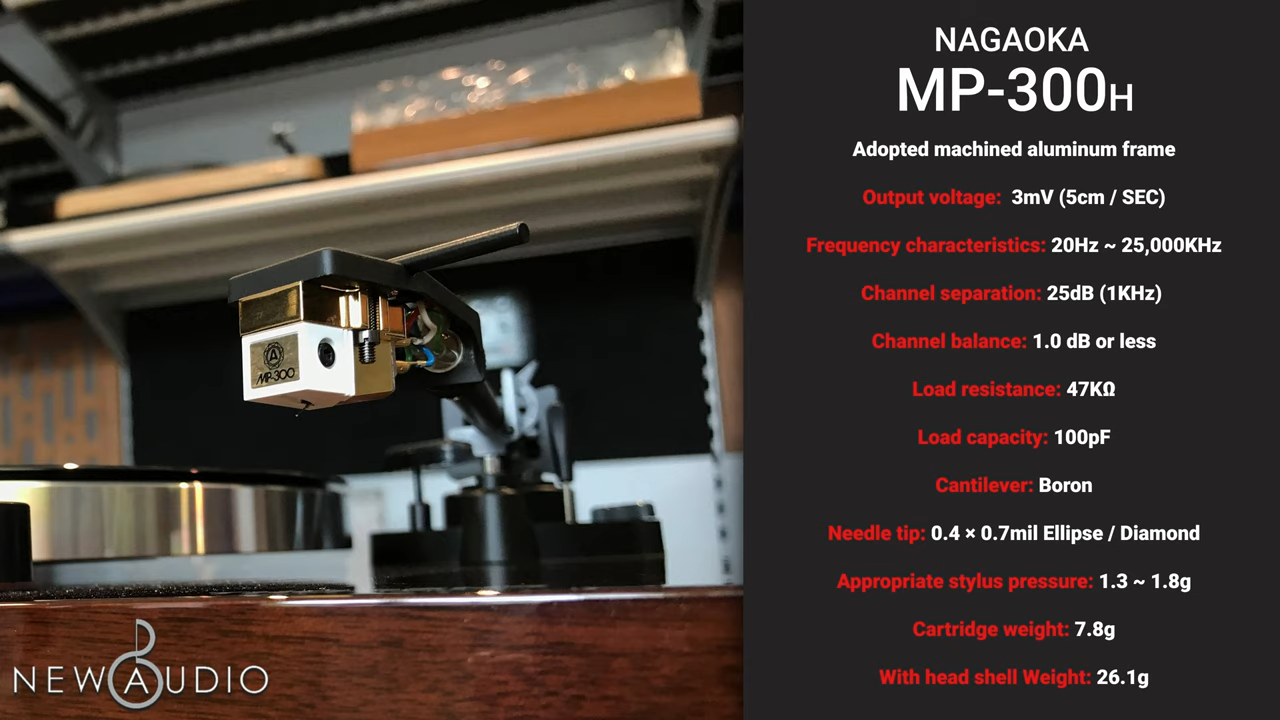 NAGAOKA
MP-300H
Adopted machined aluminum frame
Output voltage: 3mV (5cm / SEC)
Frequency characteristics: 20Hz ~ 25,000KHz
Channel separation: 25dB (1KHz)
Channel balance: 1.0 dB or less
Load resistance: 47KΩ
Load capacity: 100pF
Cantilever: Boron
Needle tip: 0.4 × 0.7mil Ellipse / Diamond
Appropriate stylus pressure: 1.3 ~ 1.8g
Cartridge weight: 7.8g
With head shell Weight: 26.1g
MP-300
NEW AUDIO